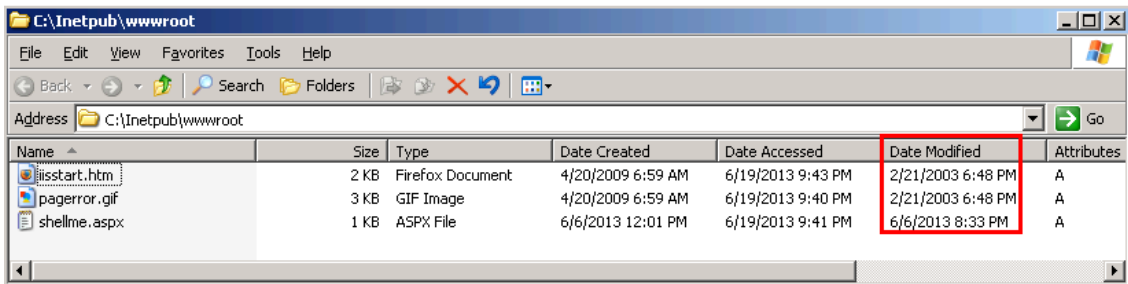 C:\Inetpub\wwwroot
File Edit View Favorites Tools Help
Back Search Folders
Address C:\Inetpub\wwwroot Go
Name Size Type Date Created Date Accessed Date Modified Attributes
iisstart.htm 2 KB Firefox Document 4/20/2009 6:59 AM 6/19/2013 9:43 PM 2/21/2003 6:48 PM A
pagerror.gif 3 KB GIF Image 4/20/2009 6:59 AM 6/19/2013 9:40 PM 2/21/2003 6:48 PM A
shellme.aspx 1 KB ASPX File 6/6/2013 12:01 PM 6/19/2013 9:41 PM 6/6/2013 8:33 PM A